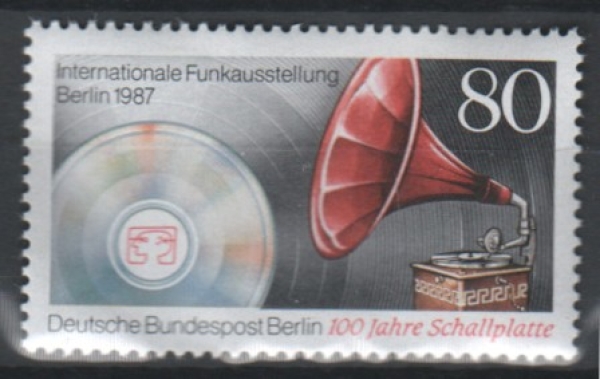 Internationale Funkausstellung
Berlin 1987
80
Deutsche Bundespost Berlin 100 Jahre Schallplatte